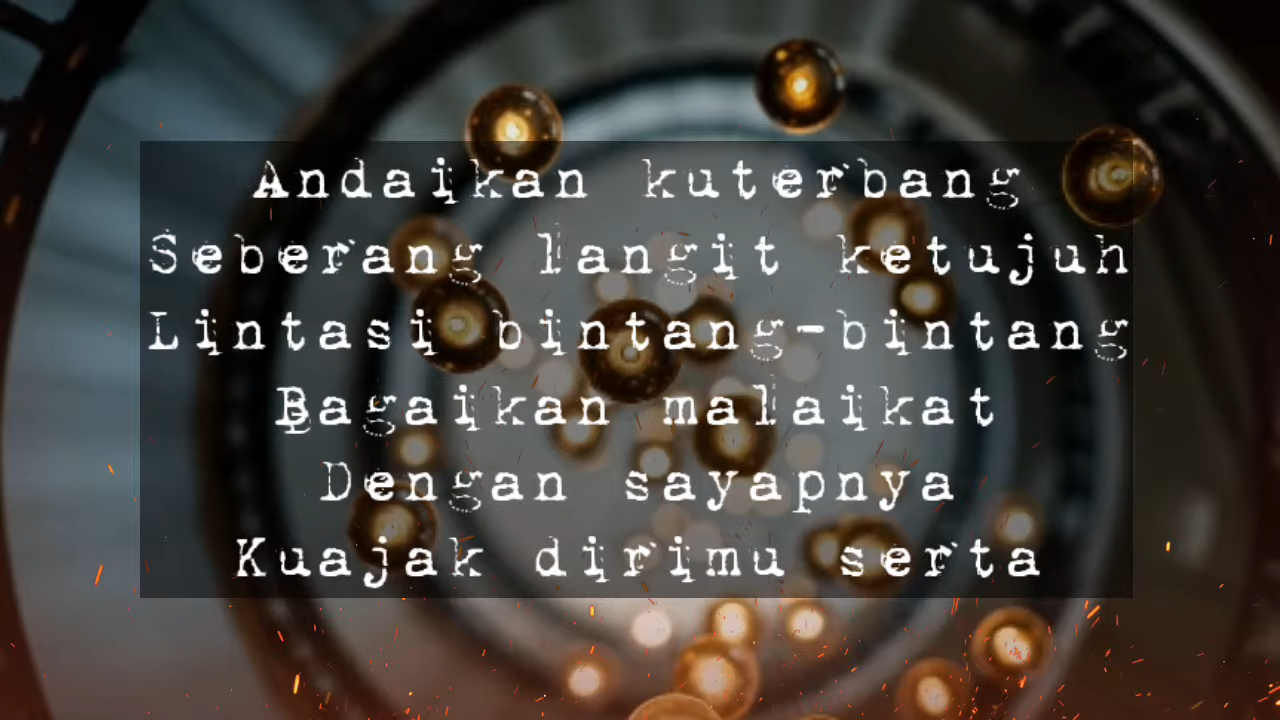 Andaikan kuterbang
Seberang langit ketujuh
Lintasi bintang-bintang
Bagaikan malaikat
Dengan sayapnya
Kuajak dirimu serta